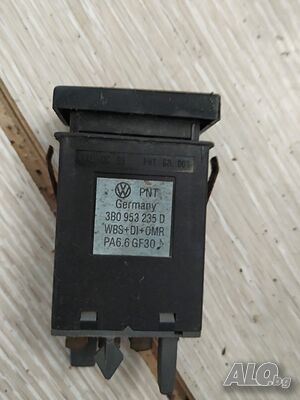 PNT
Germany
3B0 953 235 D
WBS+DI+OMR
PA6.6 GF30
ALO.bg